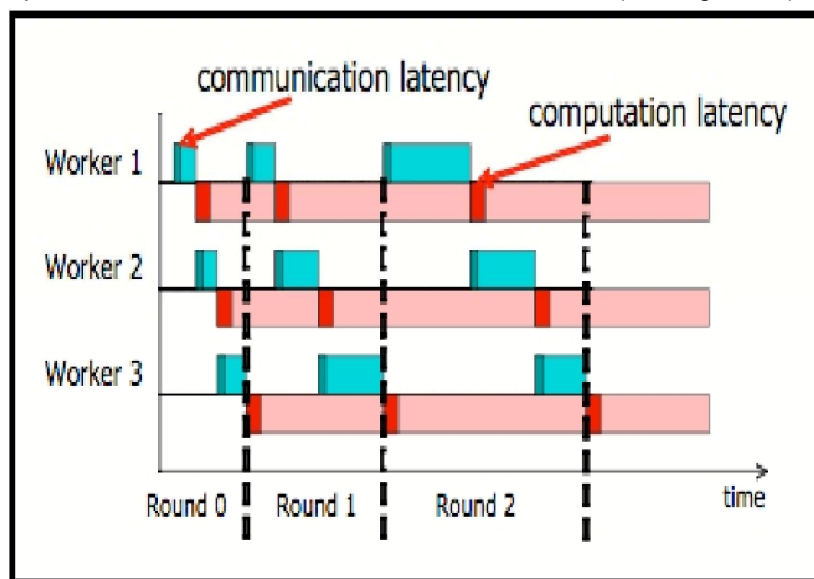 communication latency
computation latency
Worker 1
Worker 2
Worker 3
Round 0
Round 1
Round 2
time